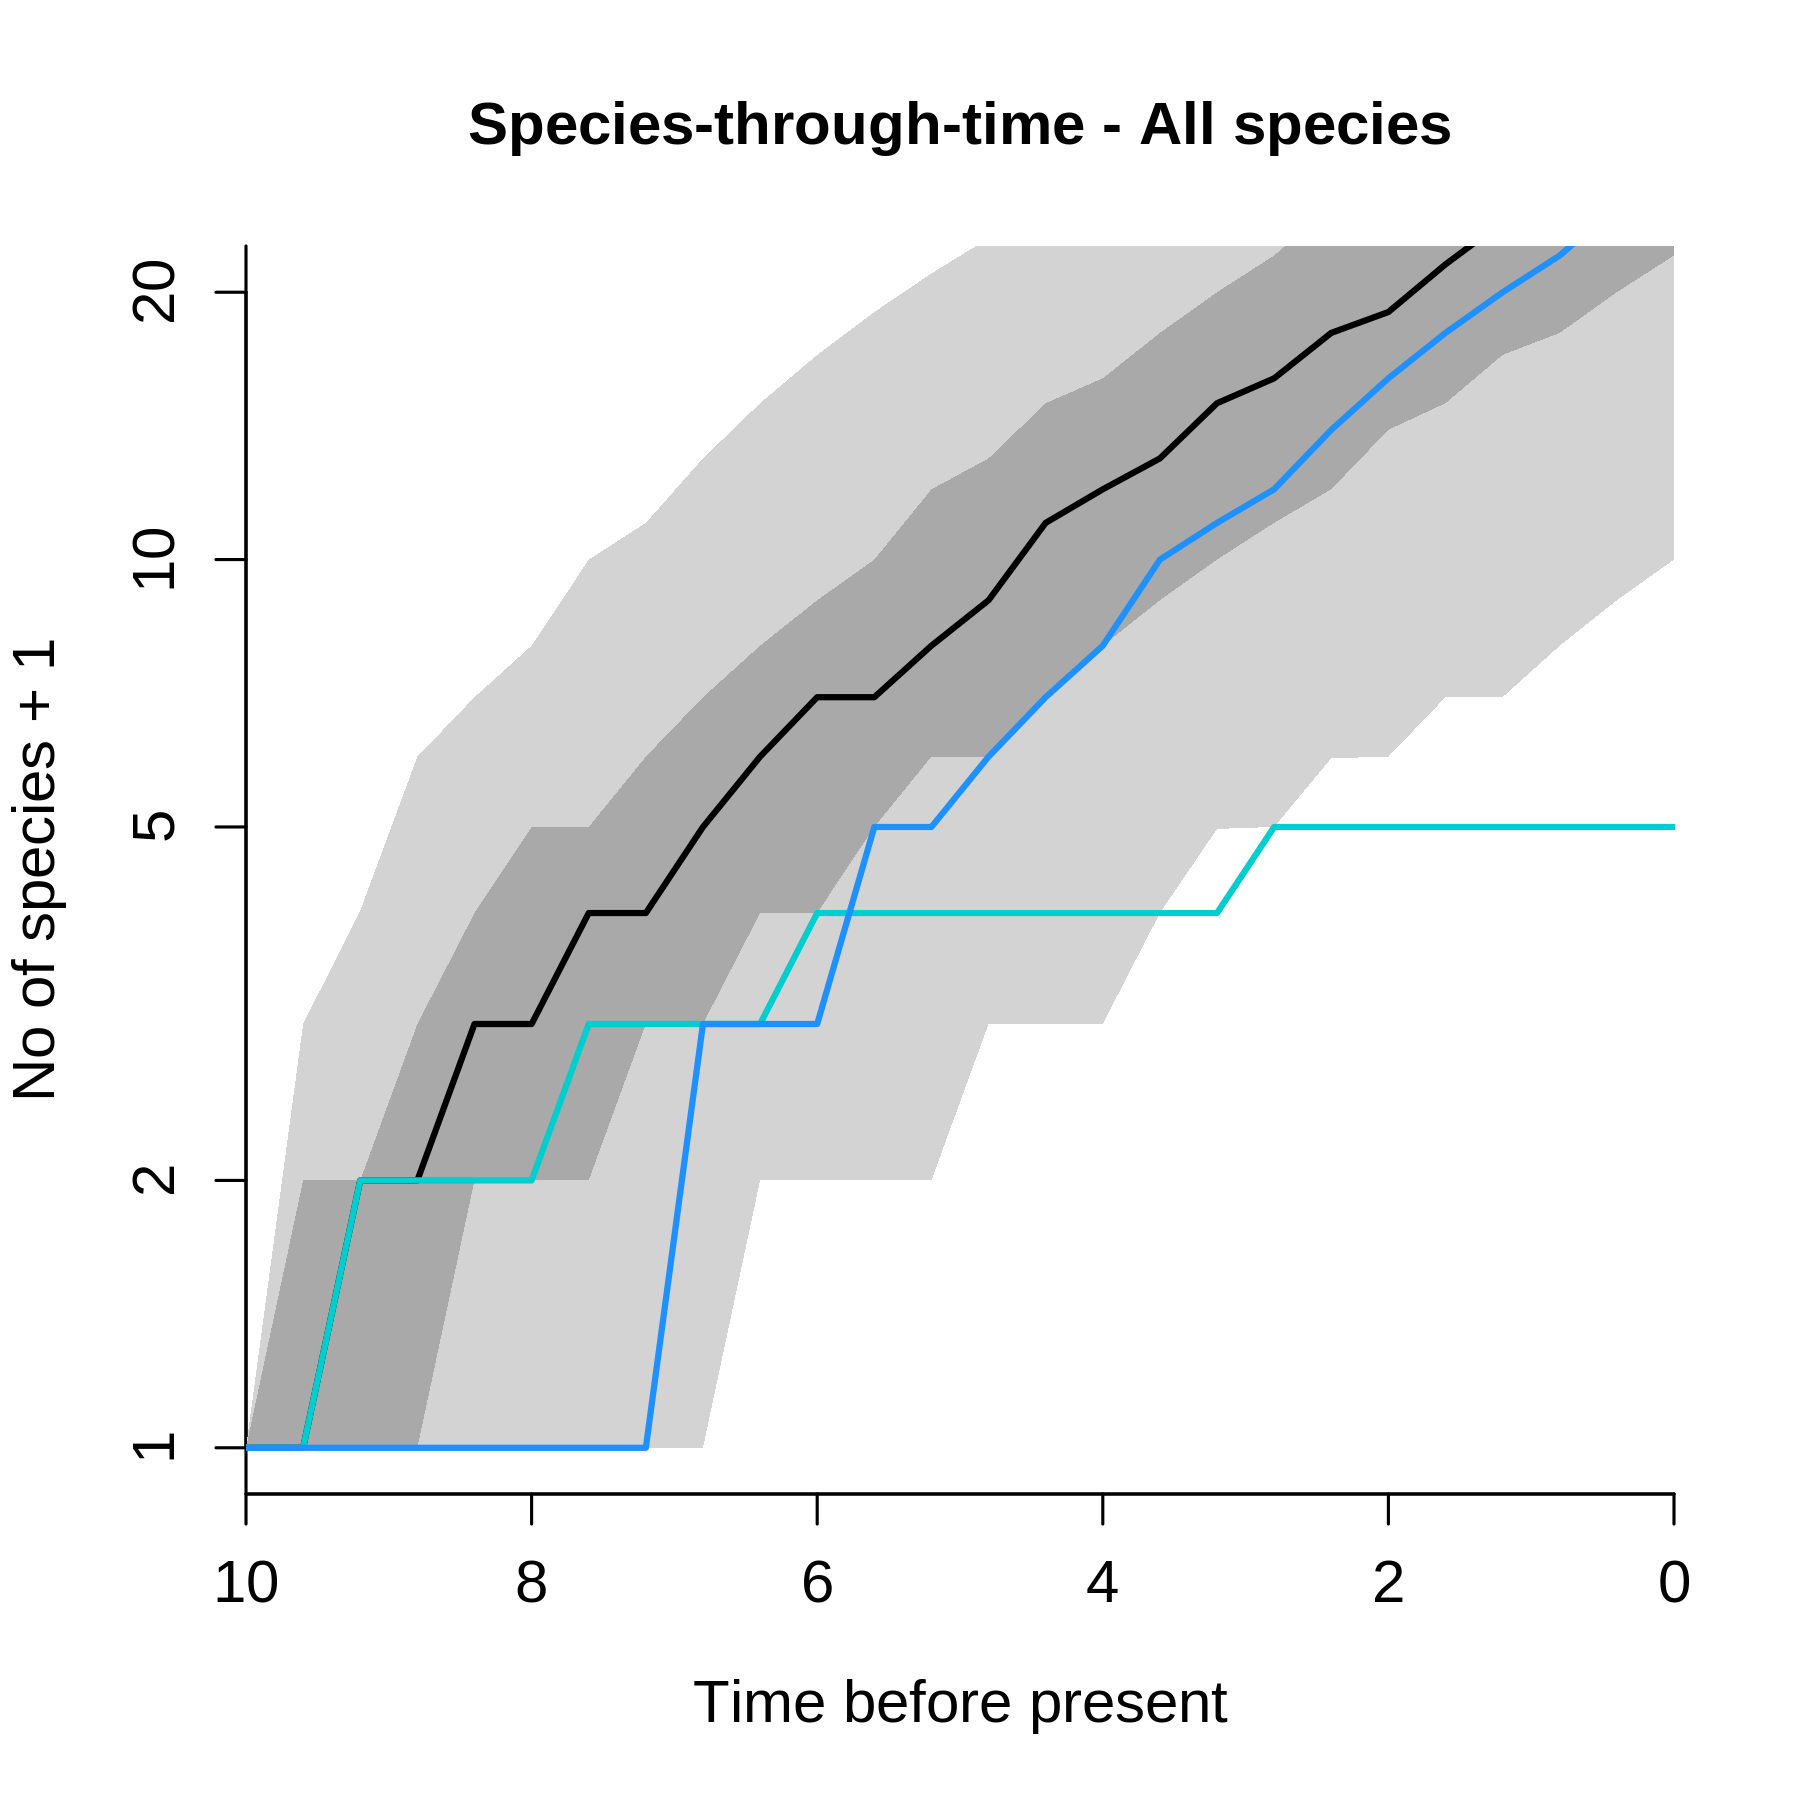 Species-through-time - All species
No of species + 1
20
10
5
2
1
10 8 6 4 2 0
Time before present